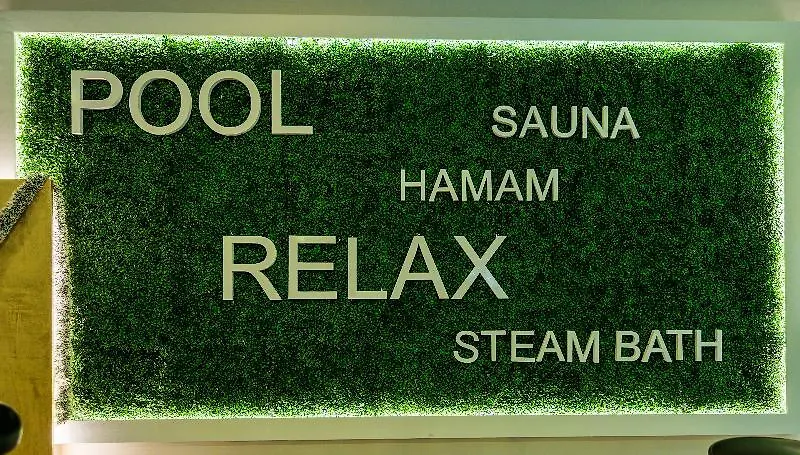 POOL
SAUNA
HAMAM
RELAX
STEAM BATH